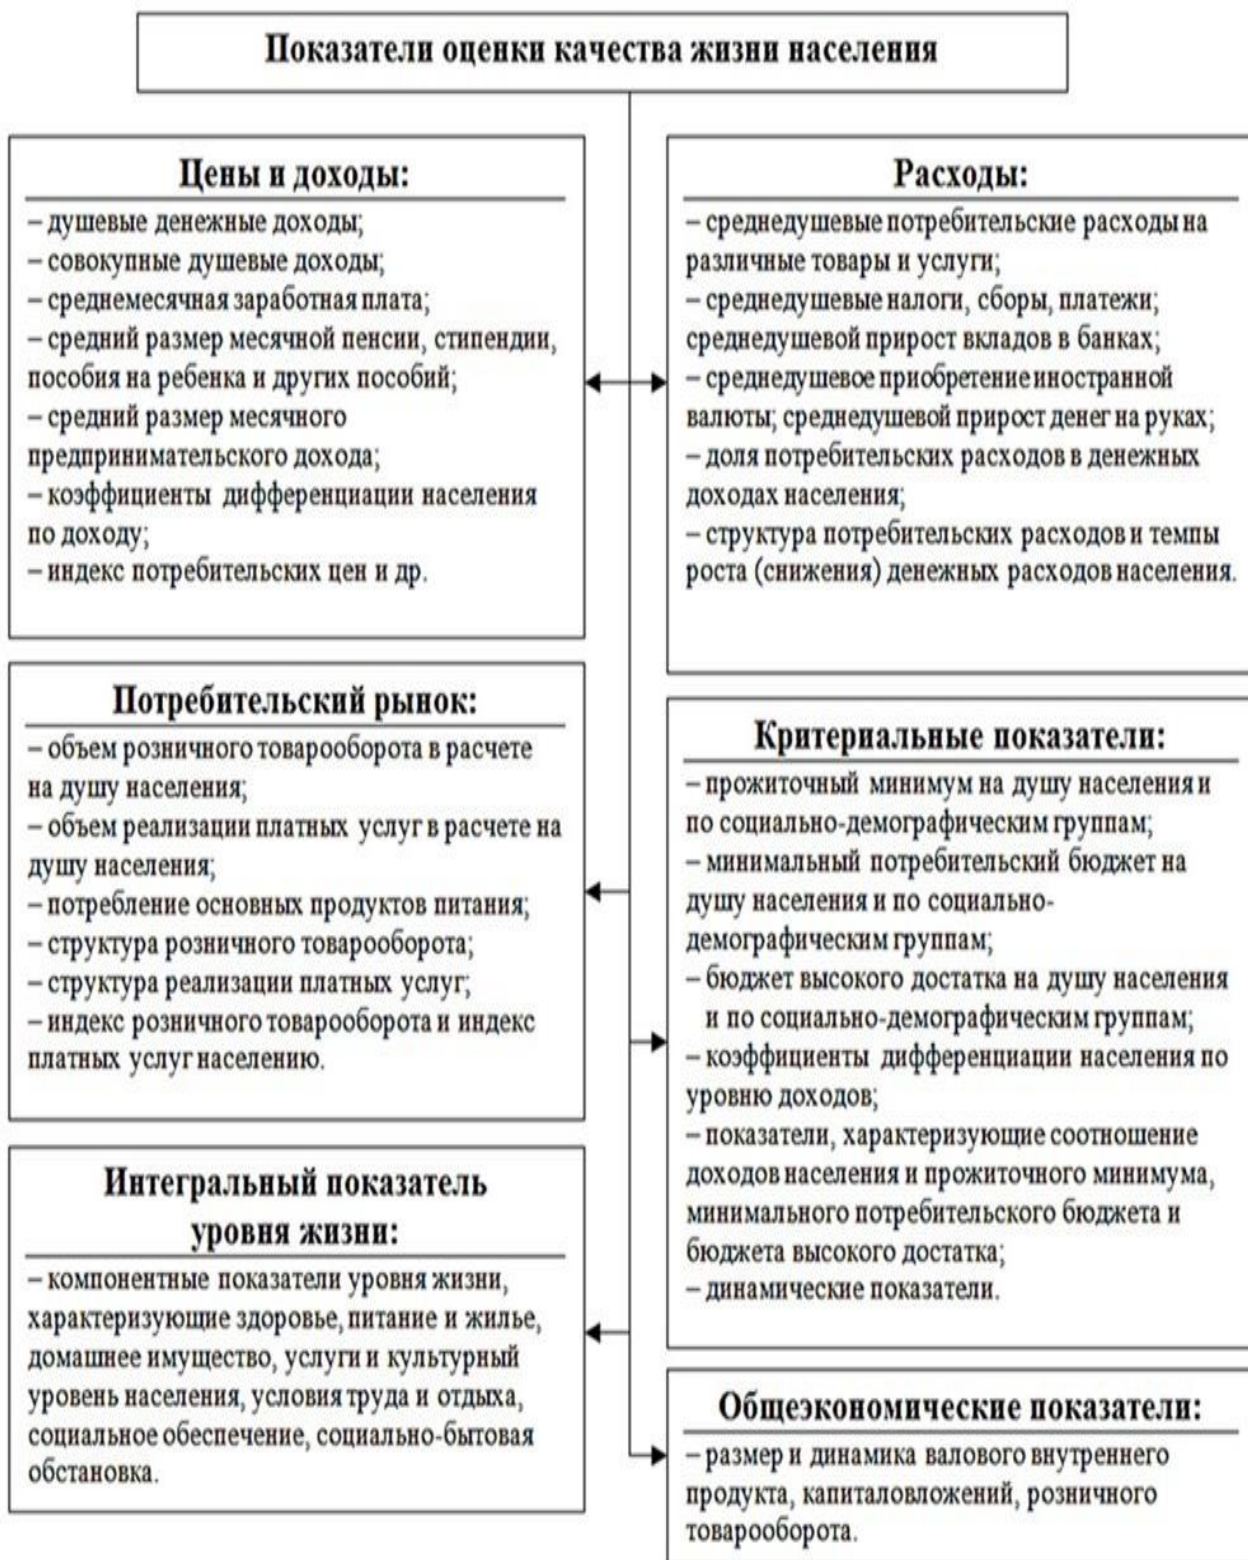 Показатели оценки качества жизни населения
Цены и доходы:
– душевые денежные доходы;
– совокупные душевые доходы;
– среднемесячная заработная плата;
– средний размер месячной пенсии, стипендии,
пособия на ребенка и других пособий;
– средний размер месячного
предпринимательского дохода;
– коэффициенты дифференциации населения
по доходу;
– индекс потребительских цен и др.
Расходы:
– среднедушевые потребительские расходы на
различные товары и услуги;
– среднедушевые налоги, сборы, платежи;
среднедушевой прирост вкладов в банках;
– среднедушевое приобретение иностранной
валюты; среднедушевой прирост денег на руках;
– доля потребительских расходов в денежных
доходах населения;
– структура потребительских расходов и темпы
роста (снижения) денежных расходов населения.
Потребительский рынок:
– объем розничного товарооборота в расчете
на душу населения;
– объем реализации платных услуг в расчете на
душу населения;
– потребление основных продуктов питания;
– структура розничного товарооборота;
– структура реализации платных услуг;
– индекс розничного товарооборота и индекс
платных услуг населению.
Критериальные показатели:
– прожиточный минимум на душу населения и
по социально-демографическим группам;
– минимальный потребительский бюджет на
душу населения и по социально-
демографическим группам;
– бюджет высокого достатка на душу населения
и по социально-демографическим группам;
– коэффициенты дифференциации населения по
уровню доходов;
– показатели, характеризующие соотношение
доходов населения и прожиточного минимума,
минимального потребительского бюджета и
бюджета высокого достатка;
– динамические показатели.
Интегральный показатель
уровня жизни:
– компонентные показатели уровня жизни,
характеризующие здоровье, питание и жилье,
домашнее имущество, услуги и культурный
уровень населения, условия труда и отдыха,
социальное обеспечение, социально-бытовая
обстановка.
Общеэкономические показатели:
– размер и динамика валового внутреннего
продукта, капиталовложений, розничного
товарооборота.